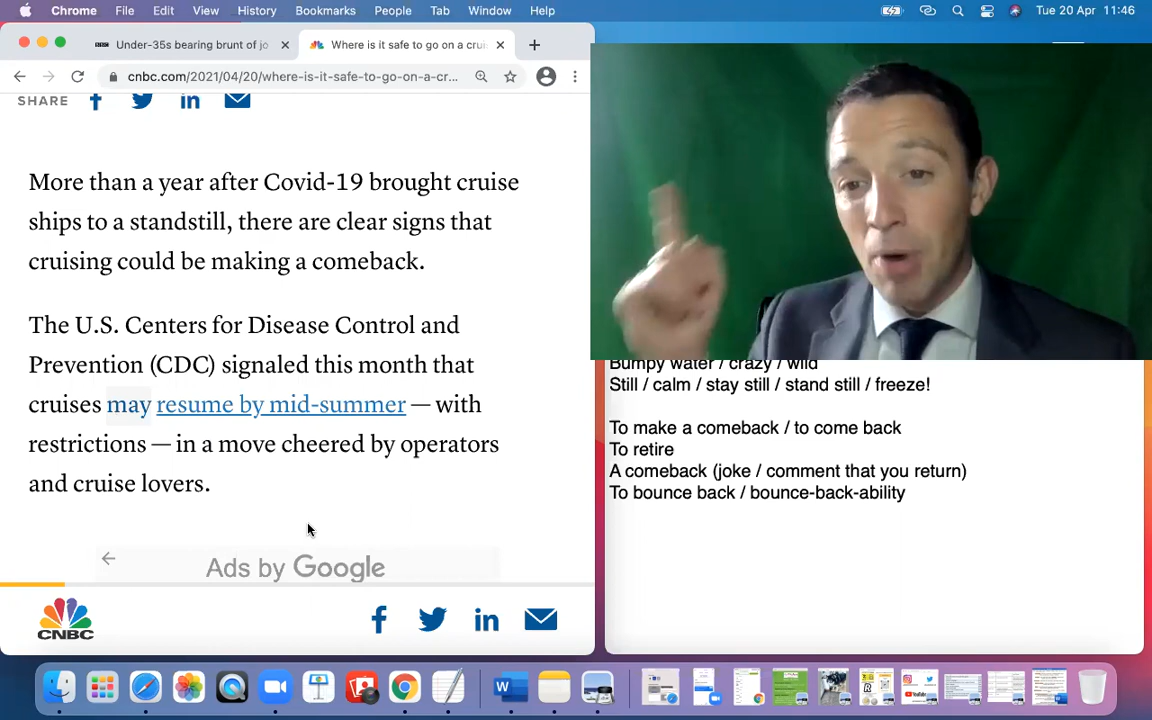 Chrome File Edit View History Bookmarks People Tab Window Help Tue 20 Apr 11:46
Under-35s bearing brunt of jo
Where is it safe to go on a crui
cnbc.com/2021/04/20/where-is-it-safe-to-go-on-a-cr...
SHARE
More than a year after Covid-19 brought cruise
ships to a standstill, there are clear signs that
cruising could be making a comeback.
The U.S. Centers for Disease Control and
Prevention (CDC) signaled this month that
cruises may resume by mid-summer — with
restrictions — in a move cheered by operators
and cruise lovers.
Ads by Google
CNBC
Bumpy water / crazy / wild
Still / calm / stay still / stand still / freeze!
To make a comeback / to come back
To retire
A comeback (joke / comment that you return)
To bounce back / bounce-back-ability